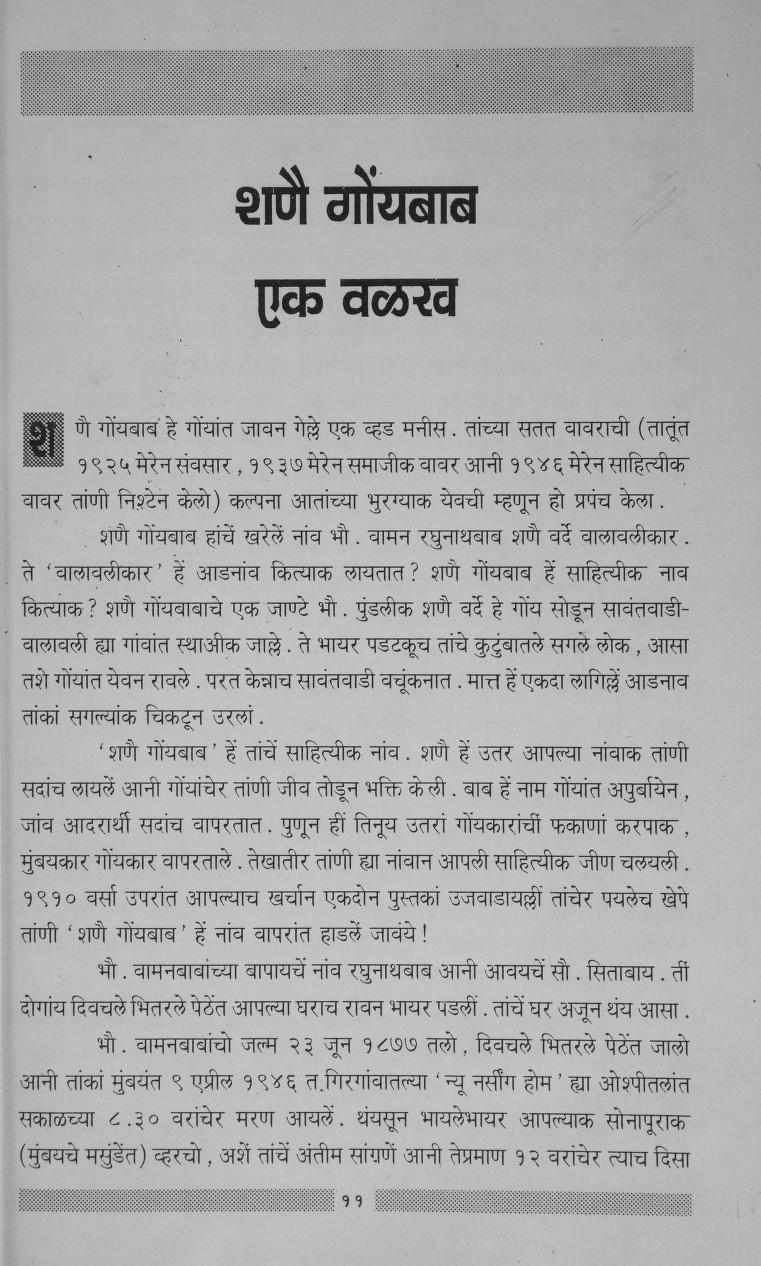 शणै गोंयबाब
एक वळख
शणै गोंयबाब हे गोंयांत जावन गेल्ले एक व्हड मनीस. तांच्या सतत वावराची (तातूंत
१९२५ मेरेन संवसार, १९३७ मेरेन समाजीक वावर आनी १९४६ मेरेन साहित्यीक
वावर तांणी निश्टेन केलो) कल्पना आतांच्या भुरग्याक येवची म्हणून हो प्रपंच केला.
शणै गोंयबाब हांचें खरेलें नांव भौ. वामन रघुनाथबाब शणै वर्दे वालावलीकार.
ते ‘वालावलीकार’ हें आडनांव कित्याक लायतात? शणै गोंयबाब हें साहित्यीक नाव
कित्याक? शणै गोंयबाबाचे एक जाण्टे भौ. पुंडलीक शणै वर्दे हे गोंय सोडून सावंतवाडी-
वालावली ह्या गांवांत स्थाअीक जाल्ले. ते भायर पडटकूच तांचे कुटुंबातले सगले लोक, आसा
तशे गोंयांत येवन रावले. परत केन्नाच सावंतवाडी वचूंकनात. मात्त हें एकदा लागिल्लें आडनाव
तांकां सगल्यांक चिकटून उरलां.
‘शणै गोंयबाब’ हें तांचें साहित्यीक नांव. शणै हें उतर आपल्या नांवाक तांणी
सदांच लायलें आनी गोंयांचेर तांणी जीव तोडून भक्ति केली. बाब हें नाम गोंयांत अपुर्बायेन,
जांव आदरार्थी सदांच वापरतात. पुणून हीं तिनूय उतरां गोंयकारांचीं फकाणां करपाक,
मुंबयकार गोंयकार वापरताले. तेखातीर तांणी ह्या नांवान आपली साहित्यीक जीण चलयली.
१९१० वर्सा उपरांत आपल्याच खर्चान एकदोन पुस्तकां उजवाडायल्लीं तांचेर पयलेच खेपे
तांणी ‘शणै गोंयबाब’ हें नांव वापरांत हाडलें जावंये!
भौ. वामनबाबांच्या बापायचें नांव रघुनाथबाब आनी आवयचें सौ. सिताबाय. तीं
दोगांय दिवचले भितरले पेठेंत आपल्या घराच रावन भायर पडलीं. तांचें घर अजून थंय आसा.
भौ. वामनबाबांचो जल्म २३ जून १८७७ तलो, दिवचले भितरले पेठेंत जालो
आनी तांकां मुंबयंत ९ एप्रील १९४६ त.गिरगांवातल्या ‘न्यू नर्सींग होम’ ह्या ओश्पीतलांत
सकाळच्या ८.३० वरांचेर मरण आयलें. थंयसून भायलेभायर आपल्याक सोनापूराक
(मुंबयचे मसुंडेंत) व्हरचो, अशें तांचें अंतीम सांगणें आनी तेप्रमाण १२ वरांचेर त्याच दिसा
११